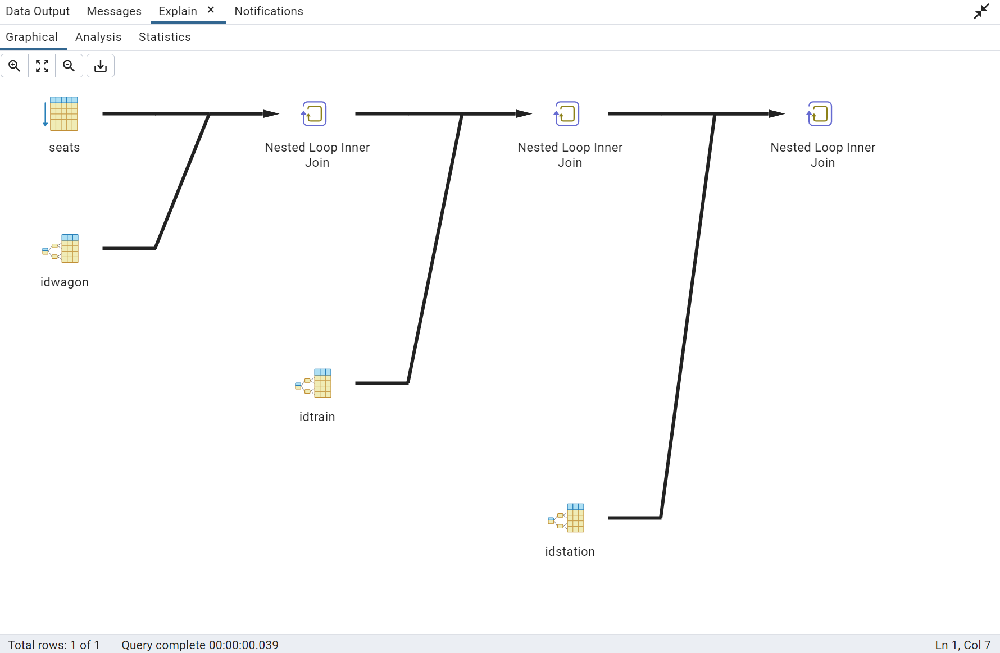 Data Output Messages Explain × Notifications
Graphical Analysis Statistics
seats
Nested Loop Inner
Join
Nested Loop Inner
Join
Nested Loop Inner
Join
idwagon
idtrain
idstation
Total rows: 1 of 1 Query complete 00:00:00.039 Ln 1, Col 7